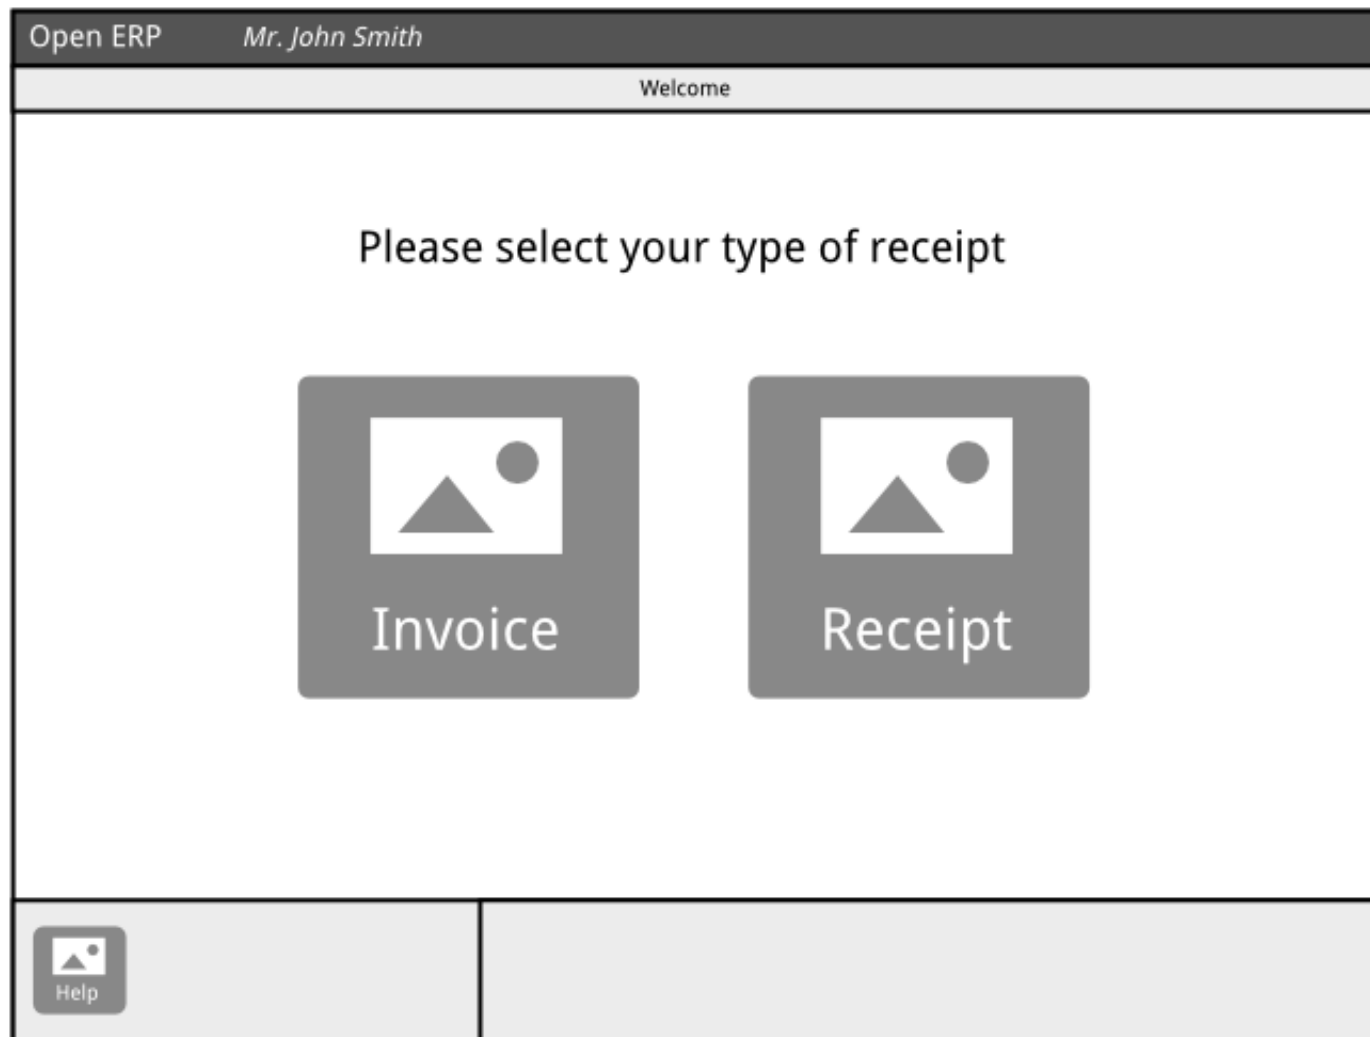 Open ERP Mr. John Smith
Welcome
Please select your type of receipt
Invoice Receipt
Help